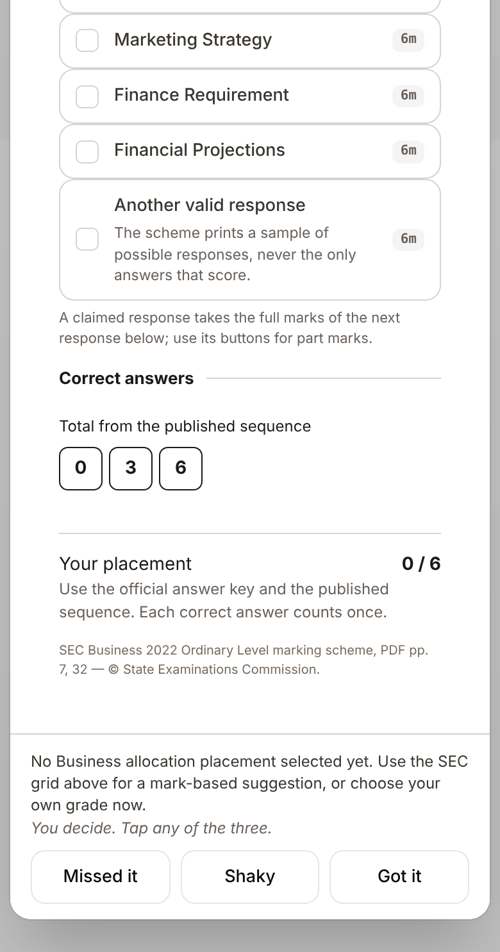 Marketing Strategy 6m
Finance Requirement 6m
Financial Projections 6m
Another valid response
The scheme prints a sample of
possible responses, never the only
answers that score.
6m
A claimed response takes the full marks of the next
response below; use its buttons for part marks.
Correct answers
Total from the published sequence
0 3 6
Your placement 0 / 6
Use the official answer key and the published
sequence. Each correct answer counts once.
SEC Business 2022 Ordinary Level marking scheme, PDF pp.
7, 32 — © State Examinations Commission.
No Business allocation placement selected yet. Use the SEC
grid above for a mark-based suggestion, or choose your
own grade now.
You decide. Tap any of the three.
Missed it Shaky Got it